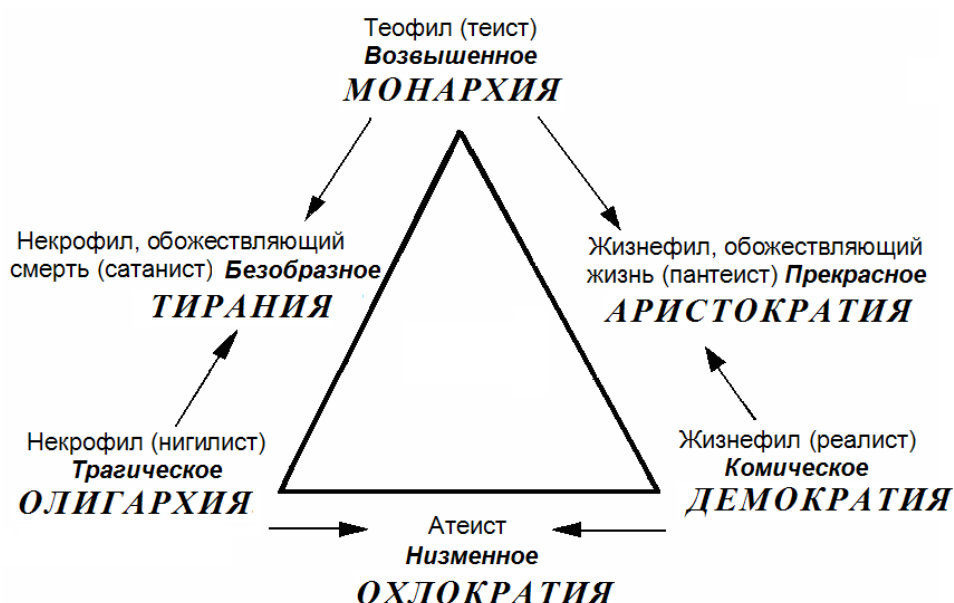 Теофил (теист)
Возвышенное
МОНАРХИЯ
Некрофил, обожествляющий
смерть (сатанист) Безобразное
ТИРАНИЯ
Жизнефил, обожествляющий
жизнь (пантеист) Прекрасное
АРИСТОКРАТИЯ
Некрофил (нигилист)
Трагическое
ОЛИГАРХИЯ
Жизнефил (реалист)
Комическое
ДЕМОКРАТИЯ
Атеист
Низменное
ОХЛОКРАТИЯ